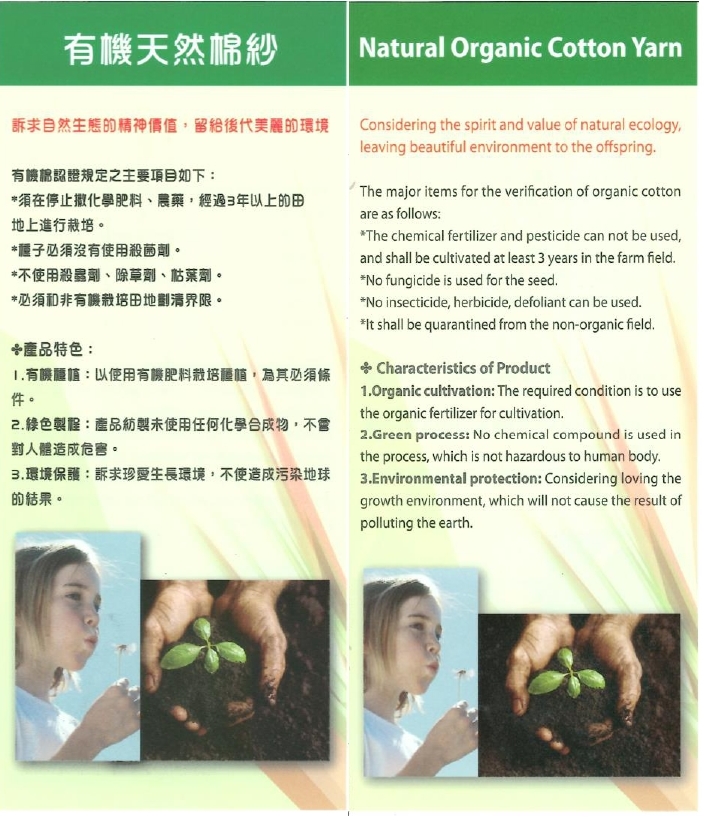 有機天然棉紗
訴求自然生態的精神價值，留給後代美麗的環境
有機棉認證規定之主要項目如下：
*須在停止撒化學肥料、農藥，經過3年以上的田
地上進行栽培。
*種子必須沒有使用殺菌劑。
*不使用殺蟲劑、除草劑、枯葉劑。
*必須和非有機栽培田地劃清界限。
✤產品特色：
1.有機種植：以使用有機肥料栽培種植，為其必須條
件。
2.綠色製程：產品紡製未使用任何化學合成物，不會
對人體造成危害。
3.環境保護：訴求珍愛生長環境，不使造成污染地球
的結果。
Natural Organic Cotton Yarn
Considering the spirit and value of natural ecology,
leaving beautiful environment to the offspring.
The major items for the verification of organic cotton
are as follows:
*The chemical fertilizer and pesticide can not be used,
and shall be cultivated at least 3 years in the farm field.
*No fungicide is used for the seed.
*No insecticide, herbicide, defoliant can be used.
*It shall be quarantined from the non-organic field.
✤ Characteristics of Product
1.Organic cultivation: The required condition is to use
the organic fertilizer for cultivation.
2.Green process: No chemical compound is used in
the process, which is not hazardous to human body.
3.Environmental protection: Considering loving the
growth environment, which will not cause the result of
polluting the earth.